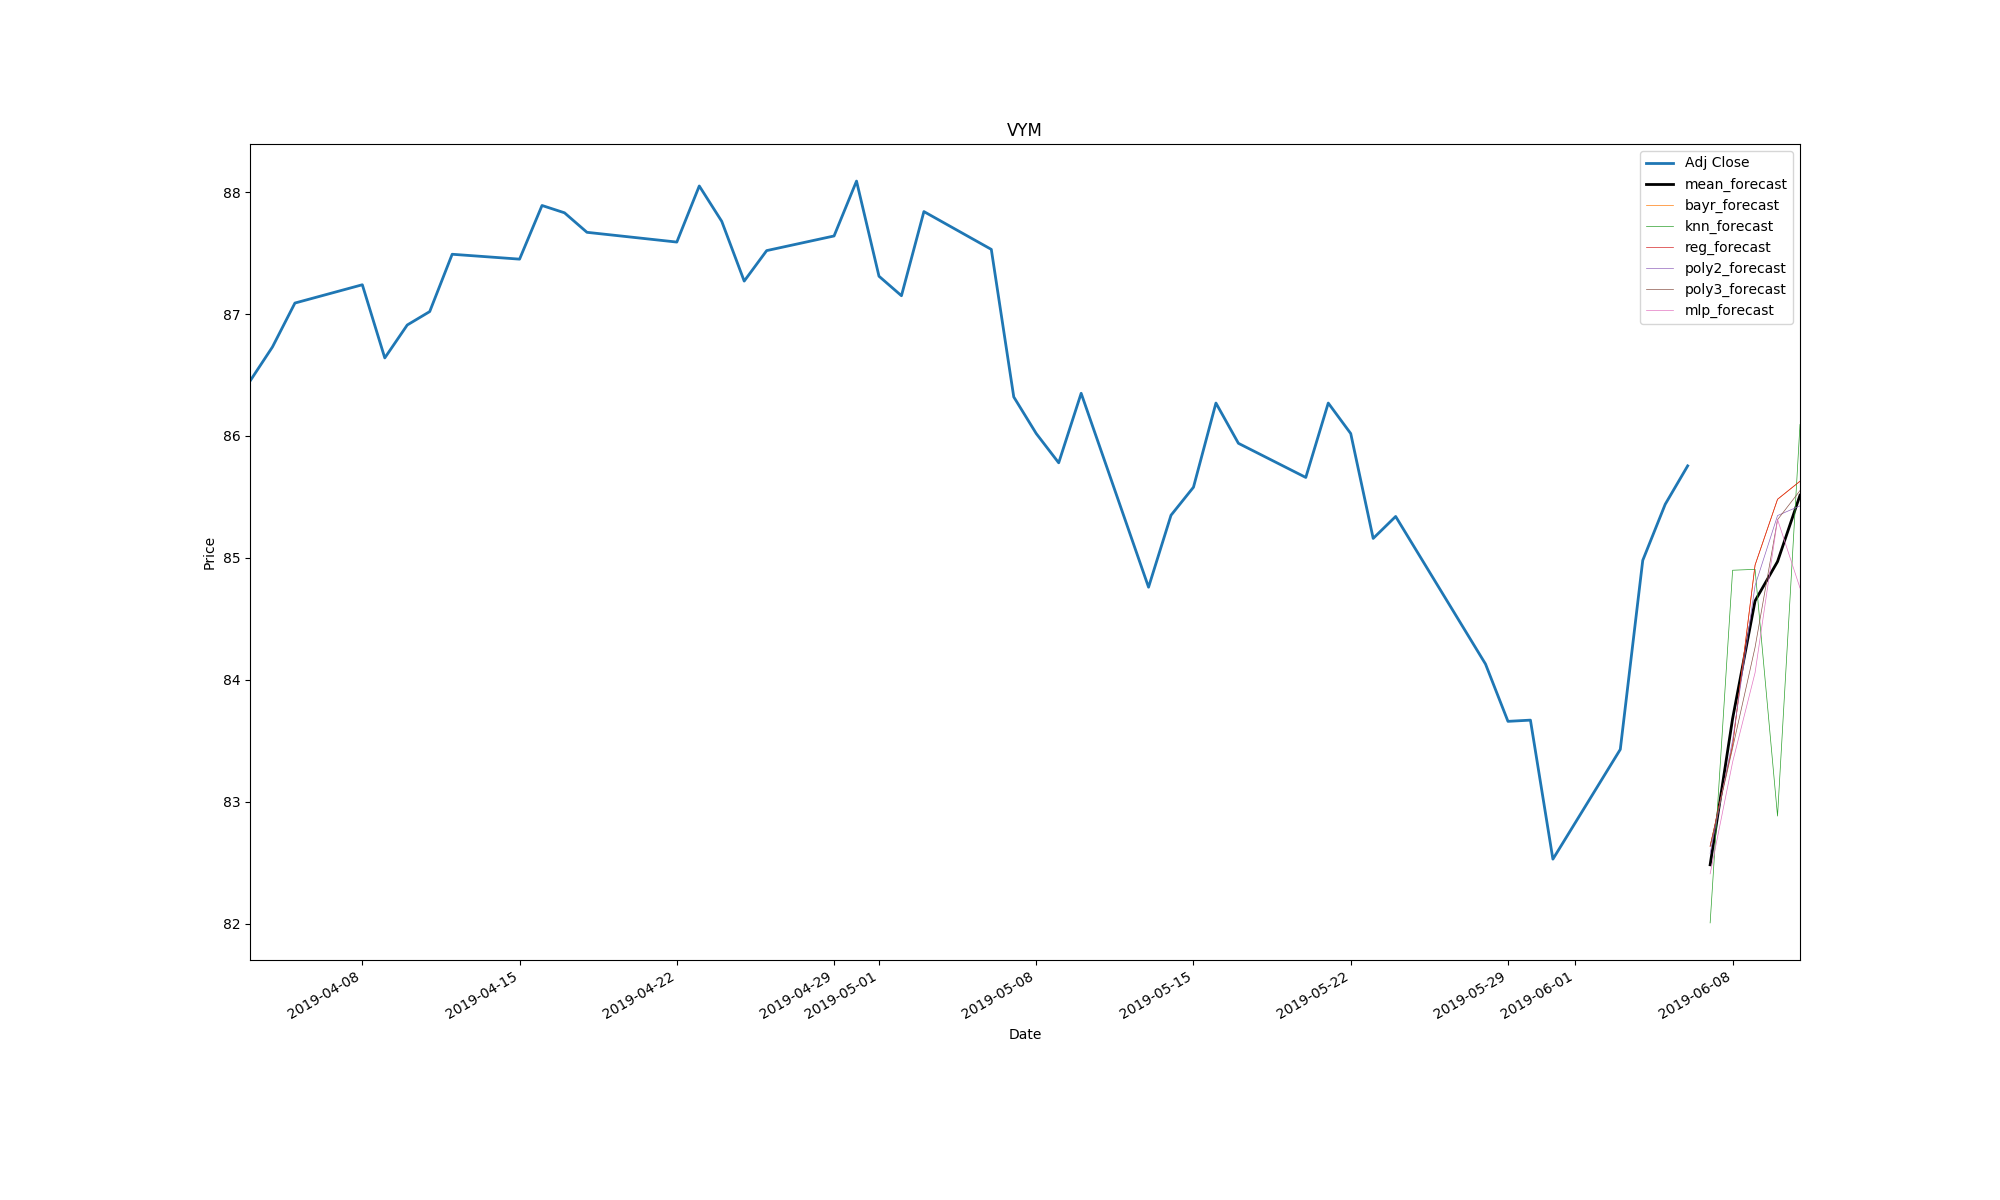 VYM
Adj Close
mean_forecast
bayr_forecast
knn_forecast
reg_forecast
poly2_forecast
poly3_forecast
mlp_forecast
88
87
86
85
84
83
82
Price
2019-04-08
2019-04-15
2019-04-22
2019-04-29
2019-05-01
2019-05-08
2019-05-15
2019-05-22
2019-05-29
2019-06-01
2019-06-08
Date